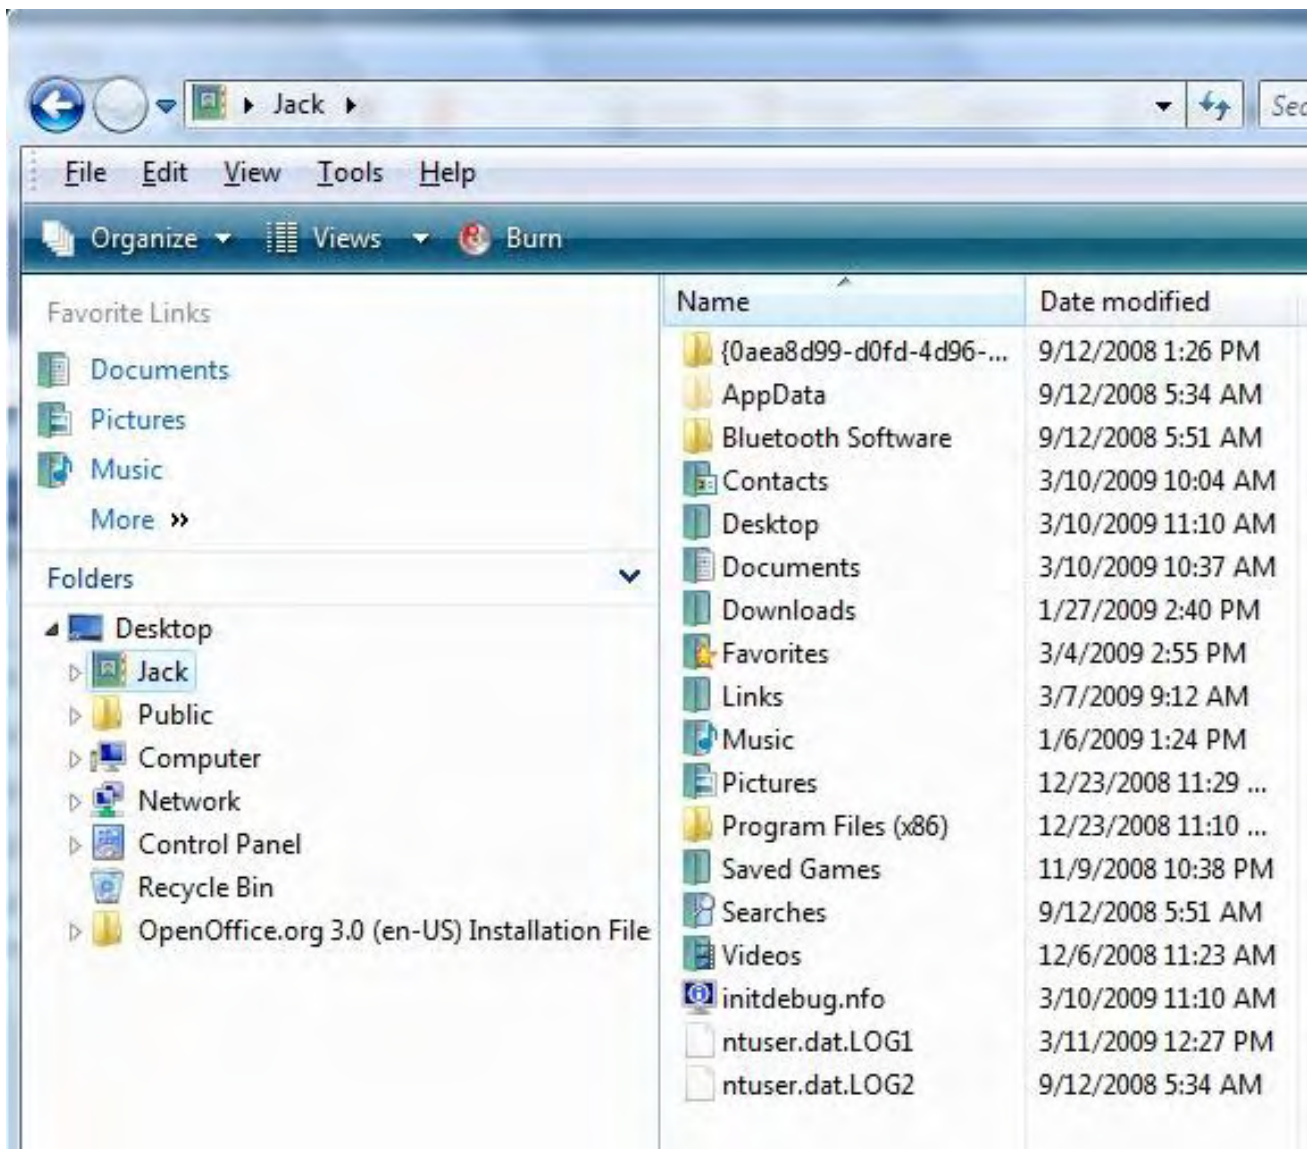 Jack
Sec
File Edit View Tools Help
Organize Views Burn
Favorite Links
Documents
Pictures
Music
More »
Folders
Desktop
Jack
Public
Computer
Network
Control Panel
Recycle Bin
OpenOffice.org 3.0 (en-US) Installation File
Name Date modified
{0aea8d99-d0fd-4d96-... 9/12/2008 1:26 PM
AppData 9/12/2008 5:34 AM
Bluetooth Software 9/12/2008 5:51 AM
Contacts 3/10/2009 10:04 AM
Desktop 3/10/2009 11:10 AM
Documents 3/10/2009 10:37 AM
Downloads 1/27/2009 2:40 PM
Favorites 3/4/2009 2:55 PM
Links 3/7/2009 9:12 AM
Music 1/6/2009 1:24 PM
Pictures 12/23/2008 11:29 ...
Program Files (x86) 12/23/2008 11:10 ...
Saved Games 11/9/2008 10:38 PM
Searches 9/12/2008 5:51 AM
Videos 12/6/2008 11:23 AM
initdebug.nfo 3/10/2009 11:10 AM
ntuser.dat.LOG1 3/11/2009 12:27 PM
ntuser.dat.LOG2 9/12/2008 5:34 AM